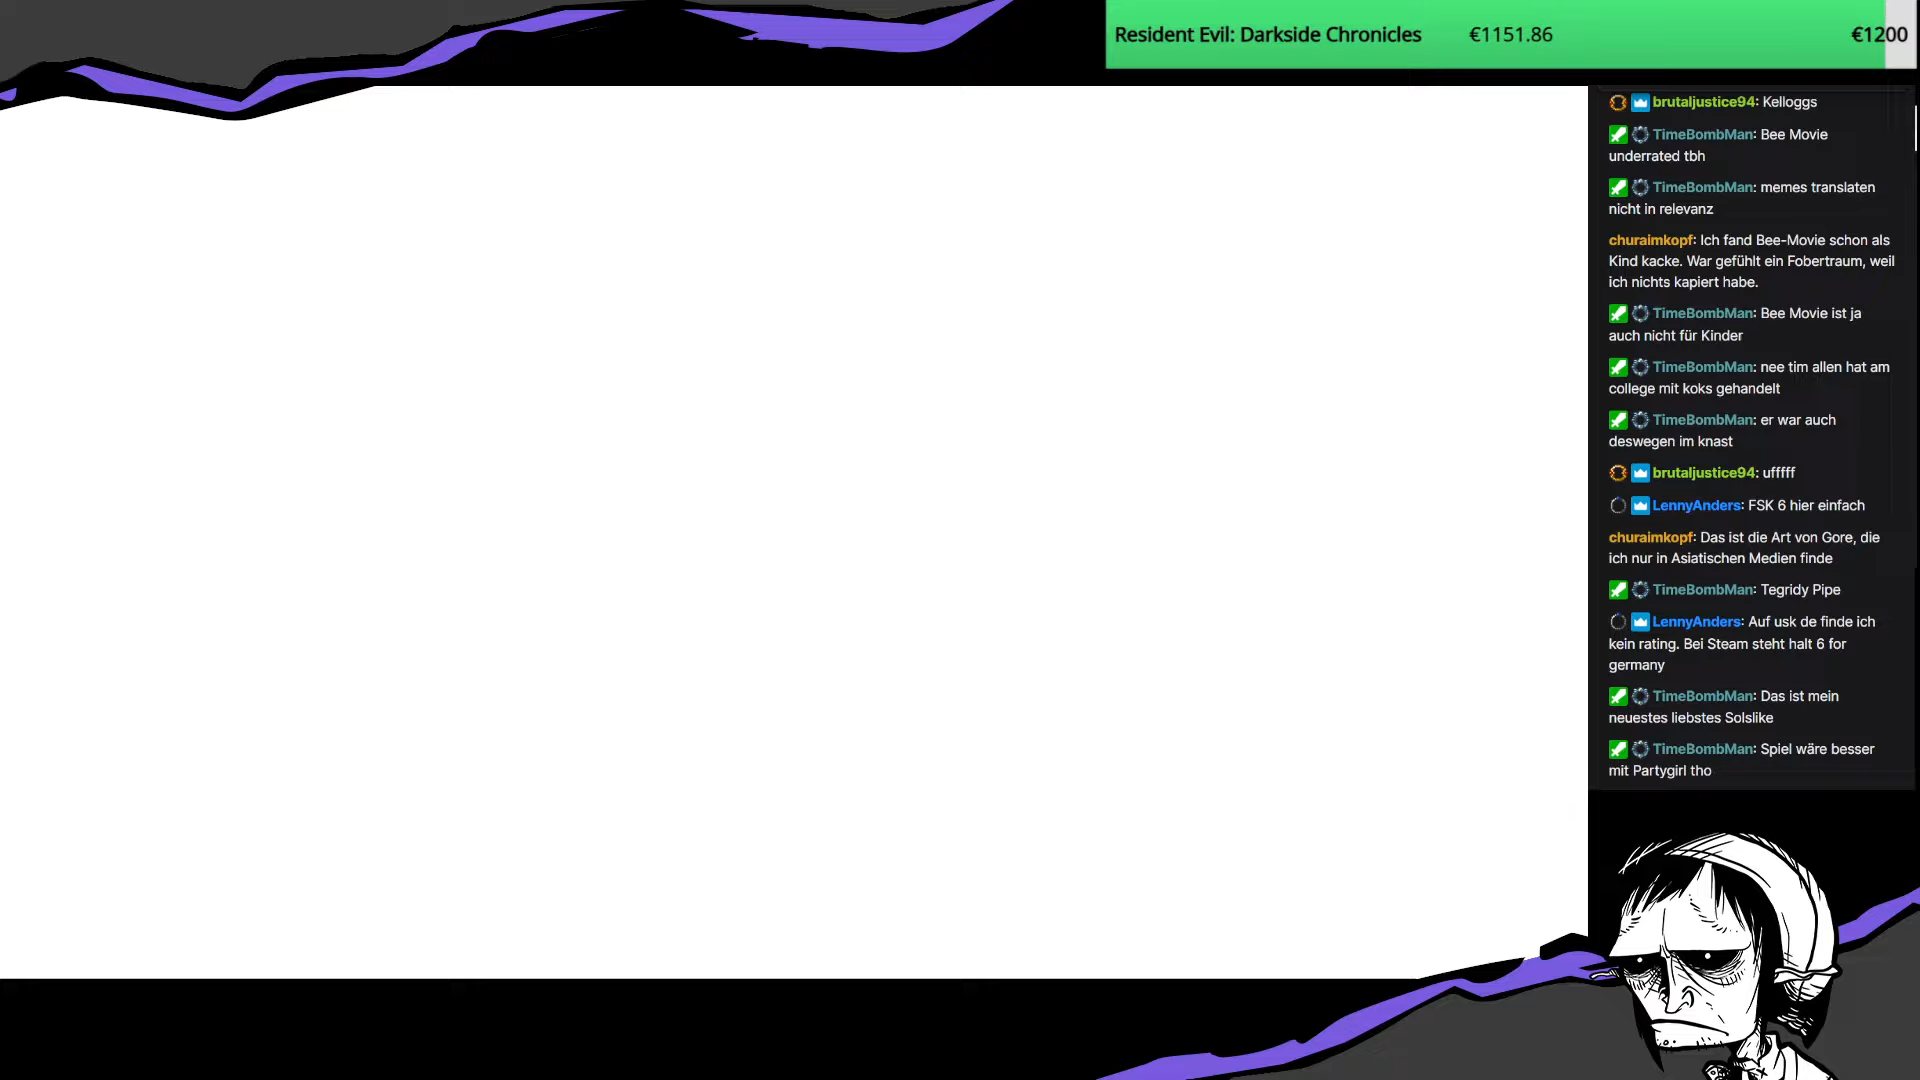 Resident Evil: Darkside Chronicles €1151.86 €1200
brutaljustice94: Kelloggs
TimeBombMan: Bee Movie
underrated tbh
TimeBombMan: memes translaten
nicht in relevanz
churaimkopf: Ich fand Bee-Movie schon als
Kind kacke. War gefühlt ein Fobertraum, weil
ich nichts kapiert habe.
TimeBombMan: Bee Movie ist ja
auch nicht für Kinder
TimeBombMan: nee tim allen hat am
college mit koks gehandelt
TimeBombMan: er war auch
deswegen im knast
brutaljustice94: ufffff
LennyAnders: FSK 6 hier einfach
churaimkopf: Das ist die Art von Gore, die
ich nur in Asiatischen Medien finde
TimeBombMan: Tegridy Pipe
LennyAnders: Auf usk de finde ich
kein rating. Bei Steam steht halt 6 for
germany
TimeBombMan: Das ist mein
neuestes liebstes Solslike
TimeBombMan: Spiel wäre besser
mit Partygirl tho